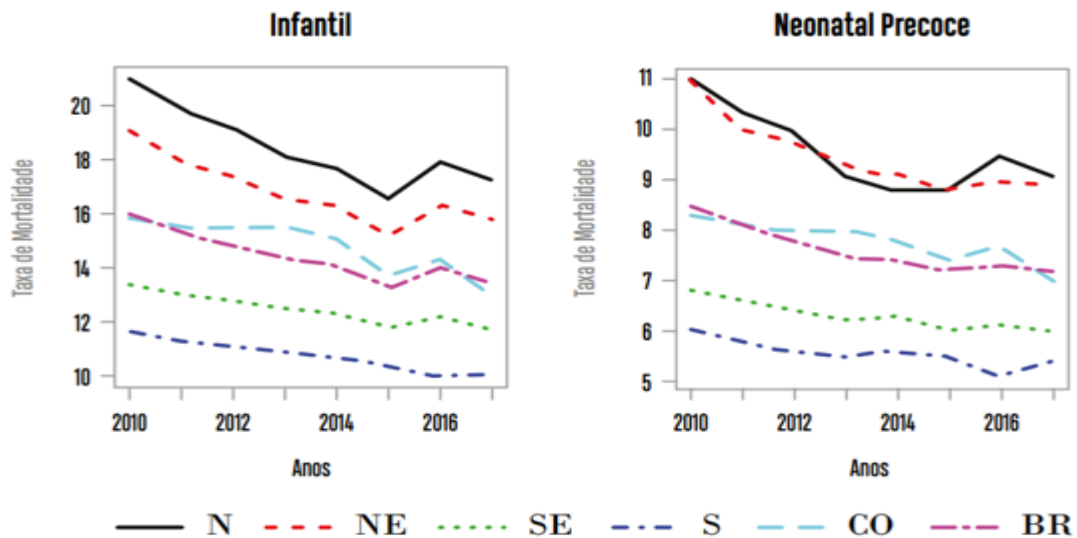 Infantil
Taxa de Mortalidade
20
18
16
14
12
10
2010 2012 2014 2016
Anos
Neonatal Precoce
Taxa de Mortalidade
11
10
9
8
7
6
5
2010 2012 2014 2016
Anos
N NE SE S CO BR